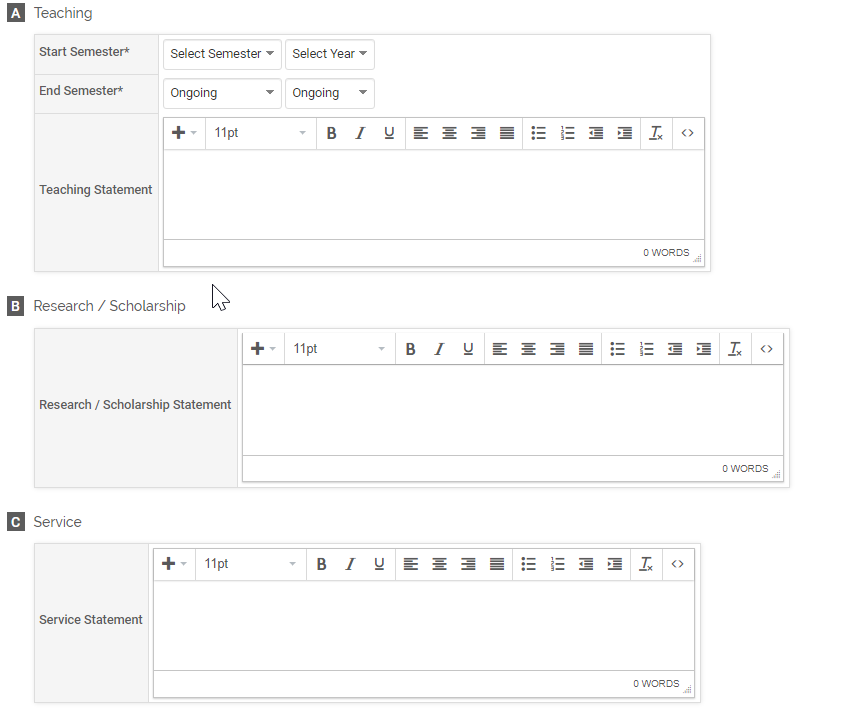 A Teaching
Start Semester* Select Semester Select Year
End Semester* Ongoing Ongoing
11pt B I U
Teaching Statement
0 WORDS
B Research / Scholarship
11pt B I U
Research / Scholarship Statement
0 WORDS
C Service
11pt B I U
Service Statement
0 WORDS